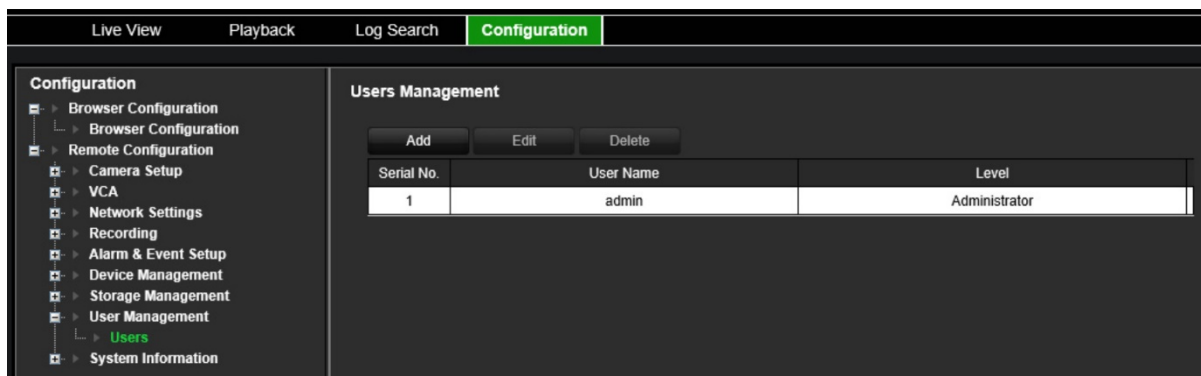 Live View Playback Log Search Configuration
Configuration
Browser Configuration
Browser Configuration
Remote Configuration
Camera Setup
VCA
Network Settings
Recording
Alarm & Event Setup
Device Management
Storage Management
User Management
Users
System Information
Users Management
Add Edit Delete
Serial No. User Name Level
1 admin Administrator